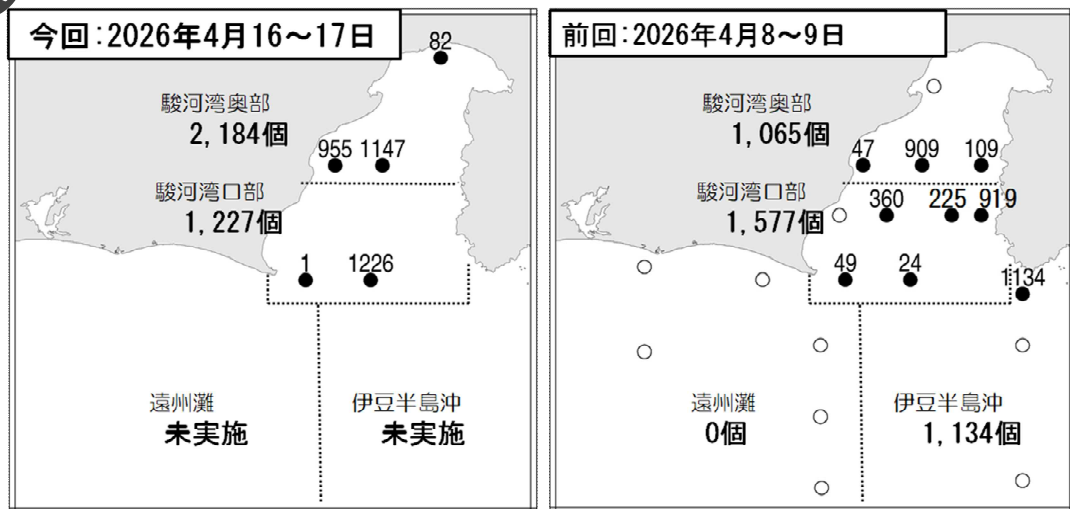 今回：2026年4月16～17日
82
駿河湾奥部
2,184個
955 1147
駿河湾口部
1,227個
1 1226
遠州灘
未実施
伊豆半島沖
未実施
前回：2026年4月8～9日
駿河湾奥部
1,065個
47 909 109
駿河湾口部
1,577個
360 225 919
49 24
1134
遠州灘
0個
伊豆半島沖
1,134個